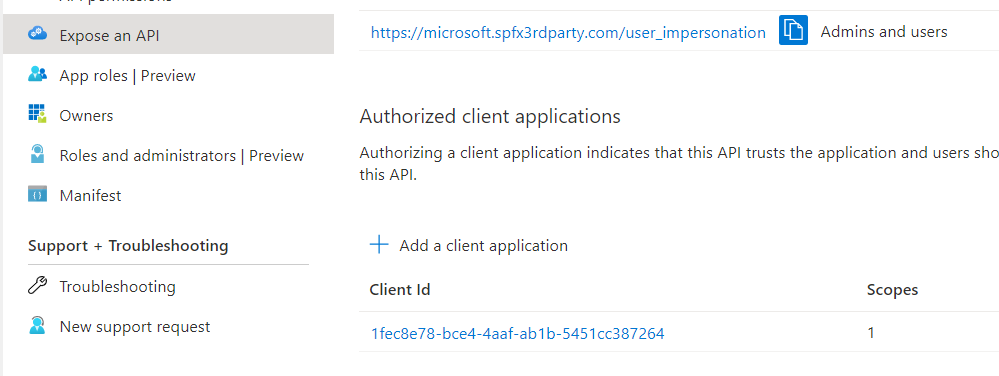 Expose an API
App roles | Preview
Owners
Roles and administrators | Preview
Manifest
Support + Troubleshooting
Troubleshooting
New support request
https://microsoft.spfx3rdparty.com/user_impersonation Admins and users
Authorized client applications
Authorizing a client application indicates that this API trusts the application and users sho
this API.
Add a client application
Client Id Scopes
1fec8e78-bce4-4aaf-ab1b-5451cc387264 1